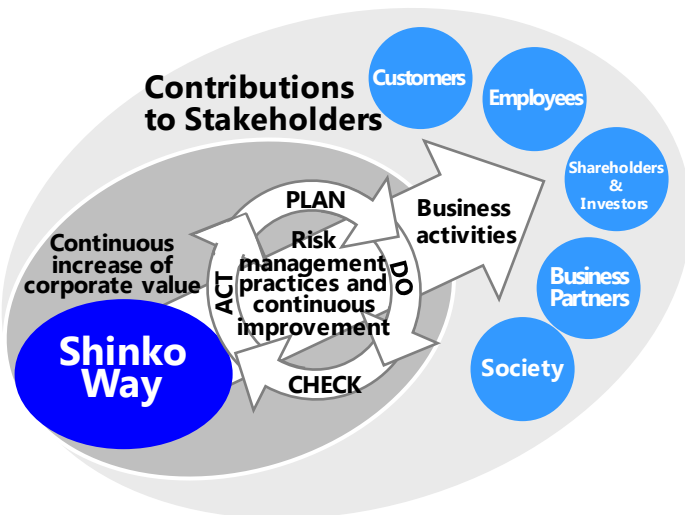 Contributions
to Stakeholders
Customers
Employees
Shareholders
&
Investors
Business
Partners
Society
Business
activities
PLAN
DO
CHECK
ACT
Risk
management
practices and
continuous
improvement
Continuous
increase of
corporate value
Shinko
Way